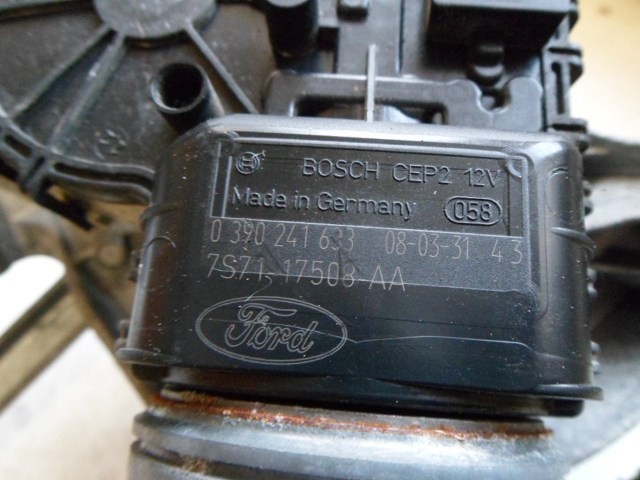 BOSCH CEP2 12V
Made in Germany 058
0 390 241 633 08-03-31 43
7S71-17508-AA
Ford